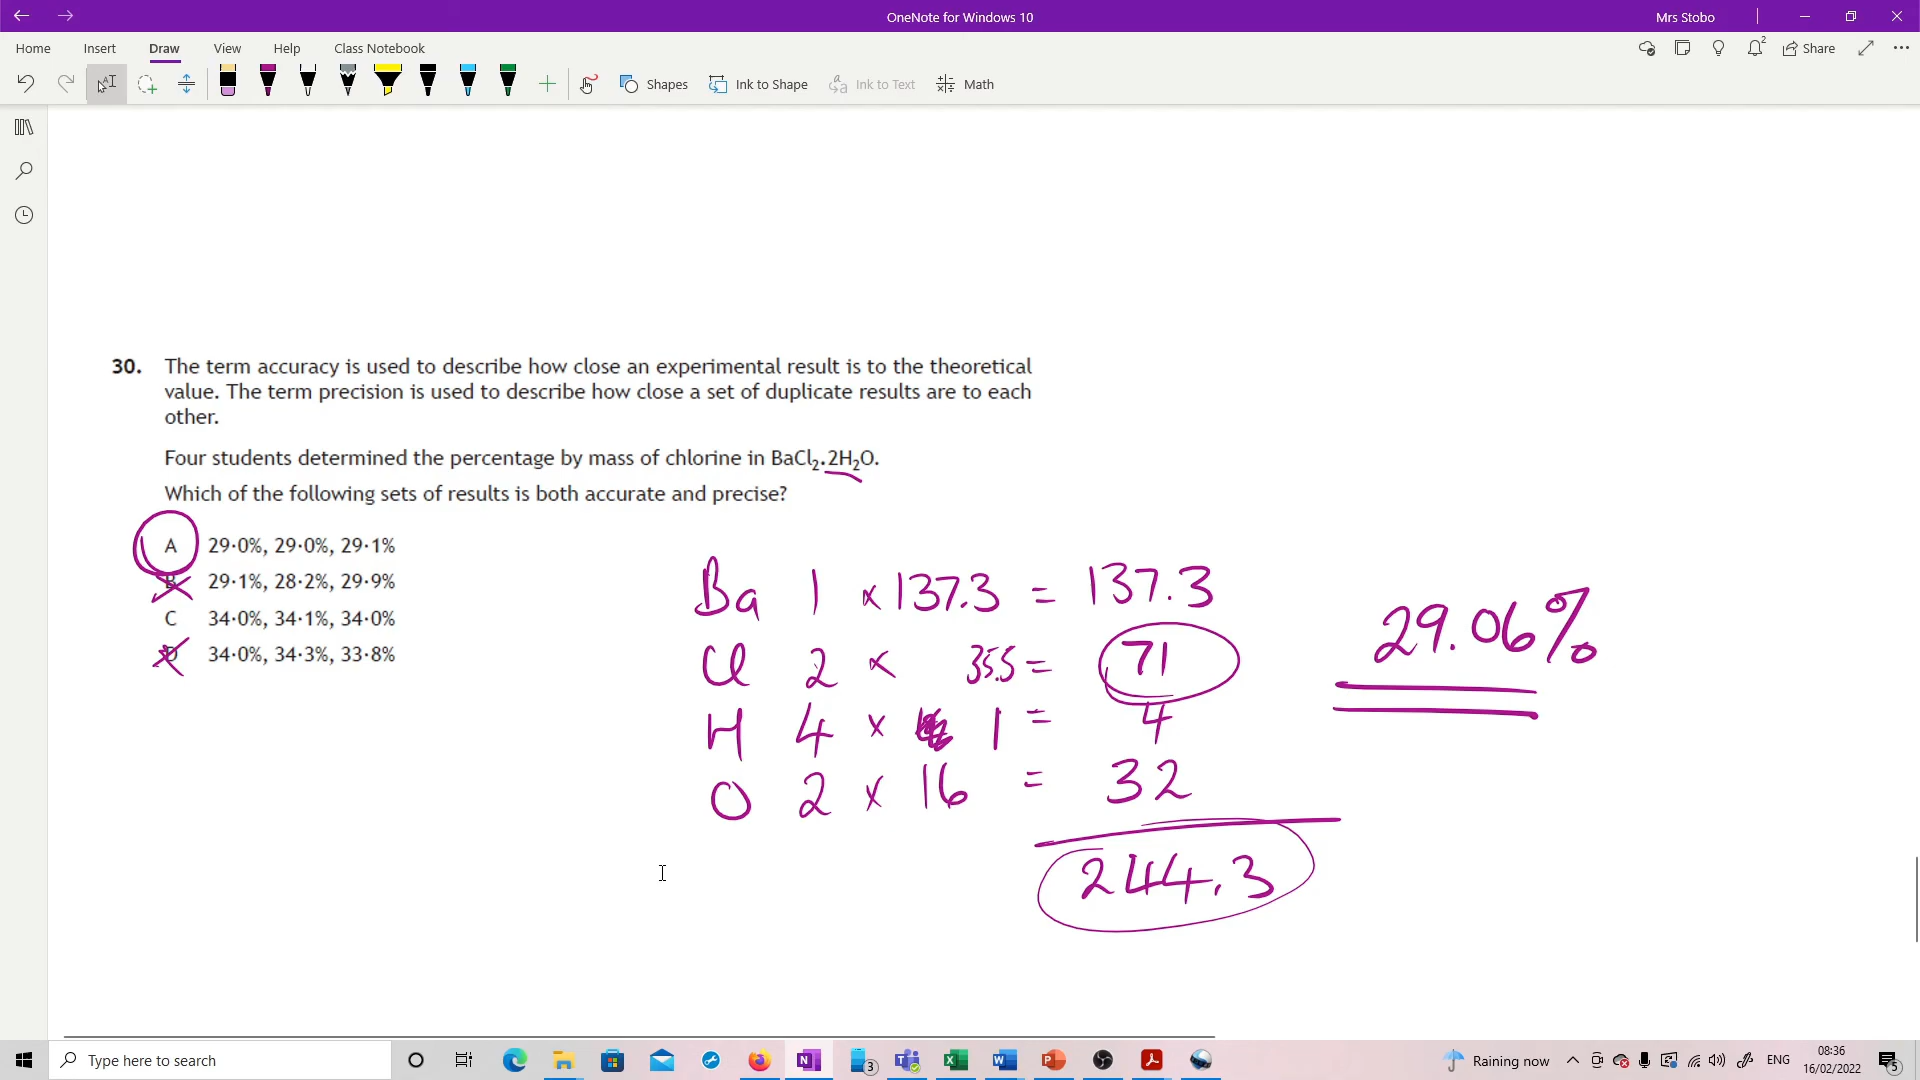 OneNote for Windows 10
Mrs Stobo
Home Insert Draw View Help Class Notebook
2 Share
Shapes Ink to Shape Ink to Text Math
30. The term accuracy is used to describe how close an experimental result is to the theoretical
value. The term precision is used to describe how close a set of duplicate results are to each
other.
Four students determined the percentage by mass of chlorine in BaCl₂.2H₂O.
Which of the following sets of results is both accurate and precise?
A 29·0%, 29·0%, 29·1%
B 29·1%, 28·2%, 29·9%
C 34·0%, 34·1%, 34·0%
D 34·0%, 34·3%, 33·8%
Ba 1 × 137.3 = 137.3
Cl 2 × 35.5 = 71
H 4 × 1 = 4
O 2 × 16 = 32
244.3
29.06%
Type here to search
3
Raining now
ENG
08:36
16/02/2022
5